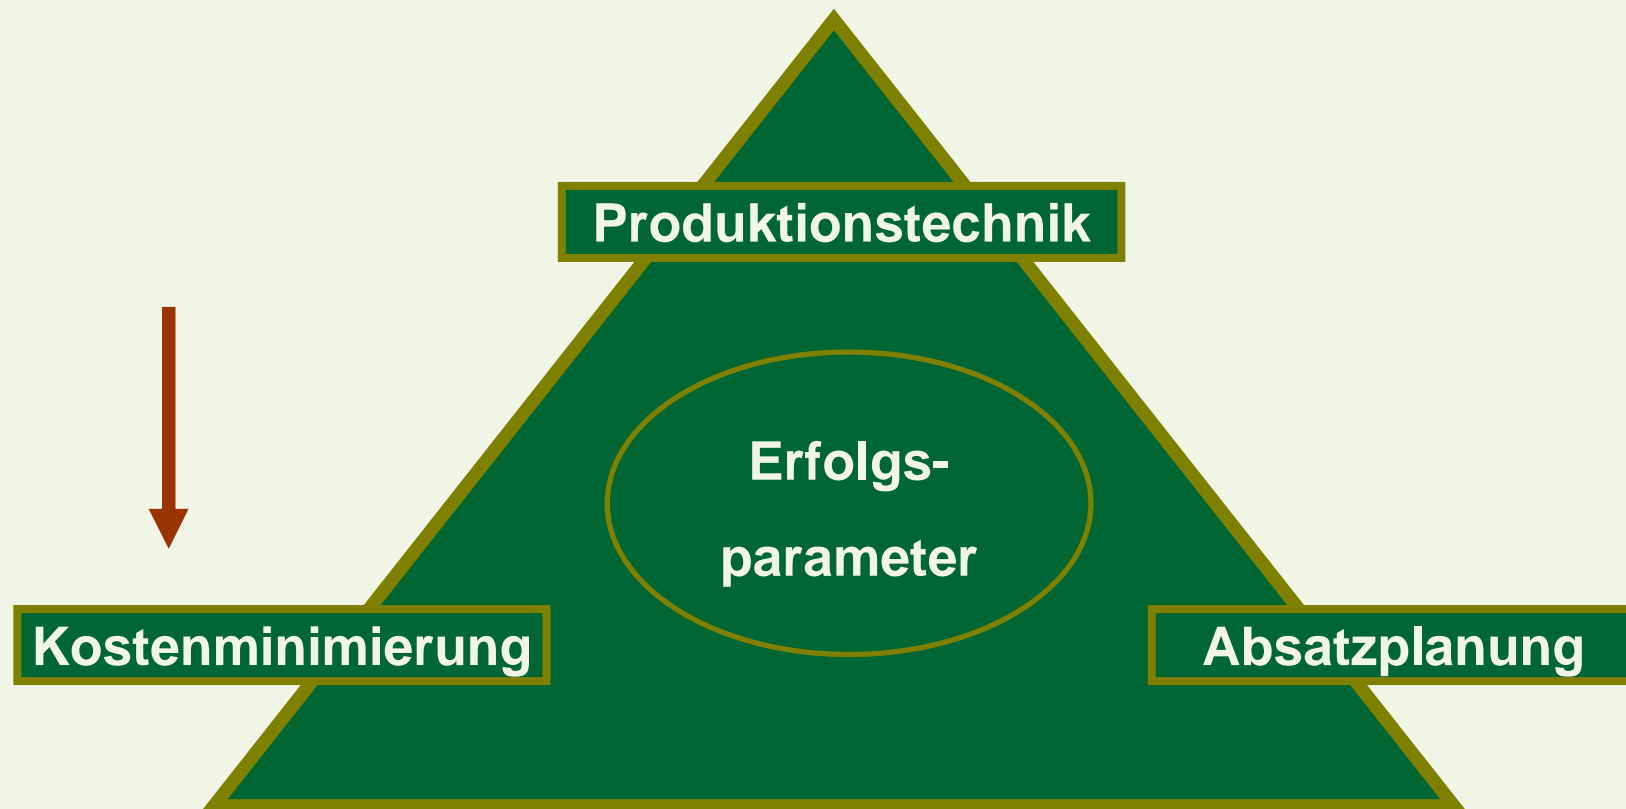 Produktionstechnik
Erfolgs-
parameter
Kostenminimierung
Absatzplanung